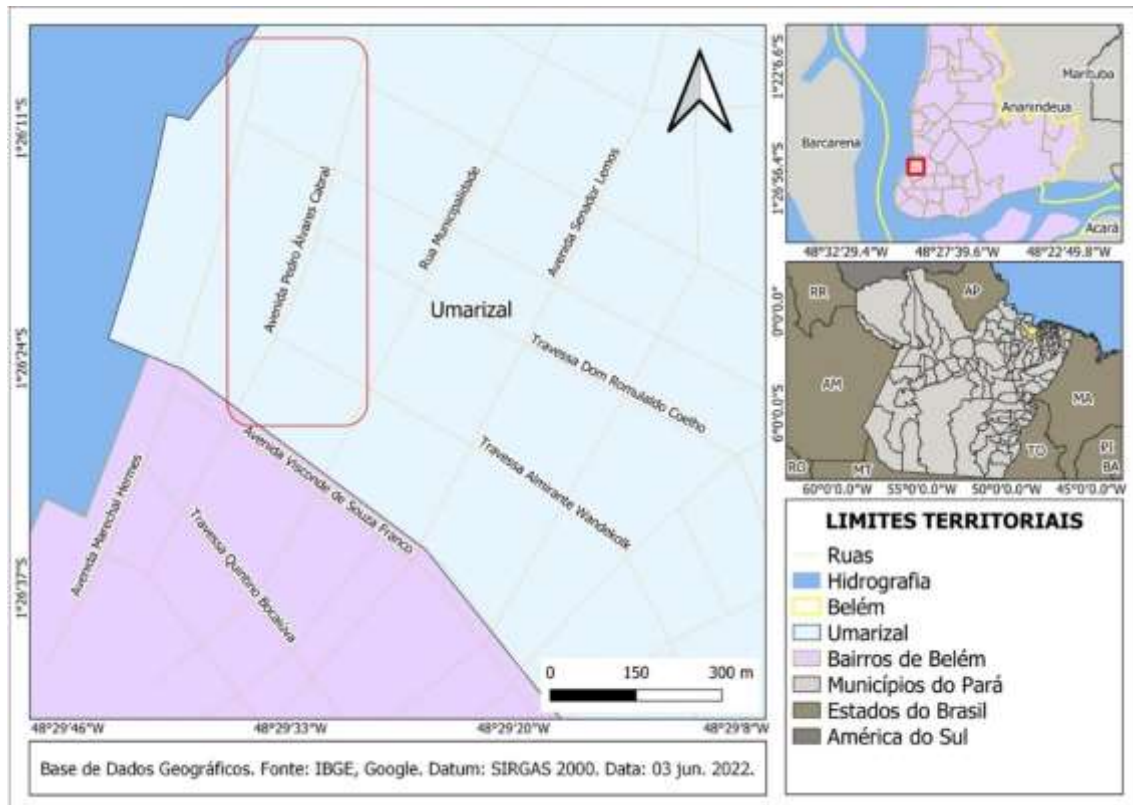 1°26'11"S
1°26'24"S
1°26'37"S
Avenida Pedro Álvares Cabral
Rua Municipalidade
Avenida Senador Lemos
Umarizal
Travessa Dom Romulaldo Coelho
Travessa Almirante Wandekolk
Avenida Visconde de Souza Franco
Avenida Marechal Hermes
Travessa Quintino Bocaiúva
0 150 300 m
48°29'46"W 48°29'33"W 48°29'20"W 48°29'8"W
Base de Dados Geográficos. Fonte: IBGE, Google. Datum: SIRGAS 2000. Data: 03 jun. 2022.
1°22'6.6"S
1°26'56.4"S
Marituba
Ananindeua
Barcarena
Acará
48°32'29.4"W 48°27'39.6"W 48°22'49.8"W
0°0'0.0"
6°0'0.0"S
RR
AP
AM
MA
PI
TO
RO
MT
BA
60°0'0.0"W 55°0'0.0"W 50°0'0.0"W 45°0'0.0"W
LIMITES TERRITORIAIS
Ruas
Hidrografia
Belém
Umarizal
Bairros de Belém
Municípios do Pará
Estados do Brasil
América do Sul